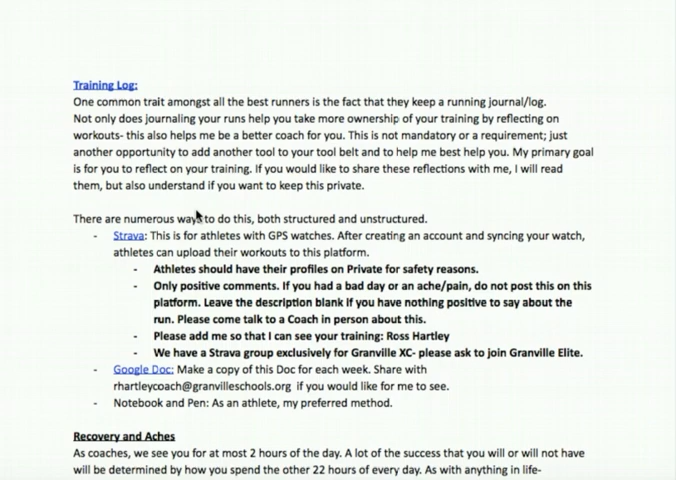 Training Log:
One common trait amongst all the best runners is the fact that they keep a running journal/log.
Not only does journaling your runs help you take more ownership of your training by reflecting on
workouts- this also helps me be a better coach for you. This is not mandatory or a requirement; just
another opportunity to add another tool to your tool belt and to help me best help you. My primary goal
is for you to reflect on your training. If you would like to share these reflections with me, I will read
them, but also understand if you want to keep this private.
There are numerous ways to do this, both structured and unstructured.
- Strava: This is for athletes with GPS watches. After creating an account and syncing your watch,
athletes can upload their workouts to this platform.
- Athletes should have their profiles on Private for safety reasons.
- Only positive comments. If you had a bad day or an ache/pain, do not post this on this
platform. Leave the description blank if you have nothing positive to say about the
run. Please come talk to a Coach in person about this.
- Please add me so that I can see your training: Ross Hartley
- We have a Strava group exclusively for Granville XC- please ask to join Granville Elite.
- Google Doc: Make a copy of this Doc for each week. Share with
rhartleycoach@granvilleschools.org if you would like for me to see.
- Notebook and Pen: As an athlete, my preferred method.
Recovery and Aches
As coaches, we see you for at most 2 hours of the day. A lot of the success that you will or will not have
will be determined by how you spend the other 22 hours of every day. As with anything in life-